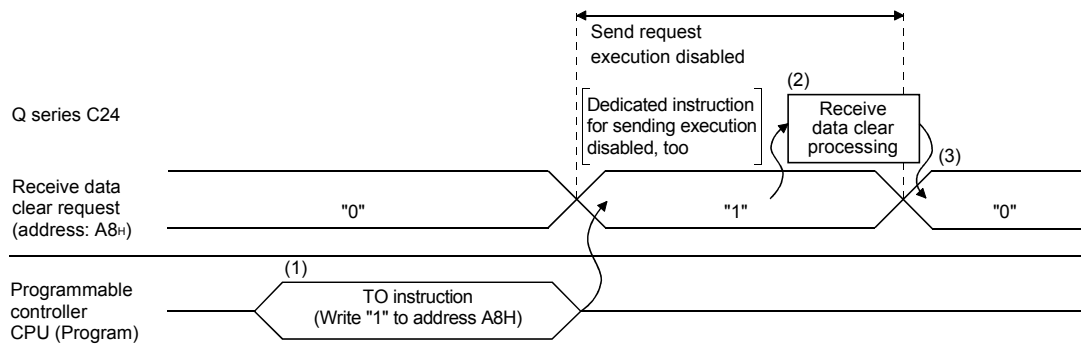 Send request
execution disabled
Q series C24
Dedicated instruction
for sending execution
disabled, too
(2)
Receive
data clear
processing
(3)
Receive data
clear request
(address: A8H)
"0"
"1"
"0"
Programmable
controller
CPU (Program)
(1)
TO instruction
(Write "1" to address A8H)